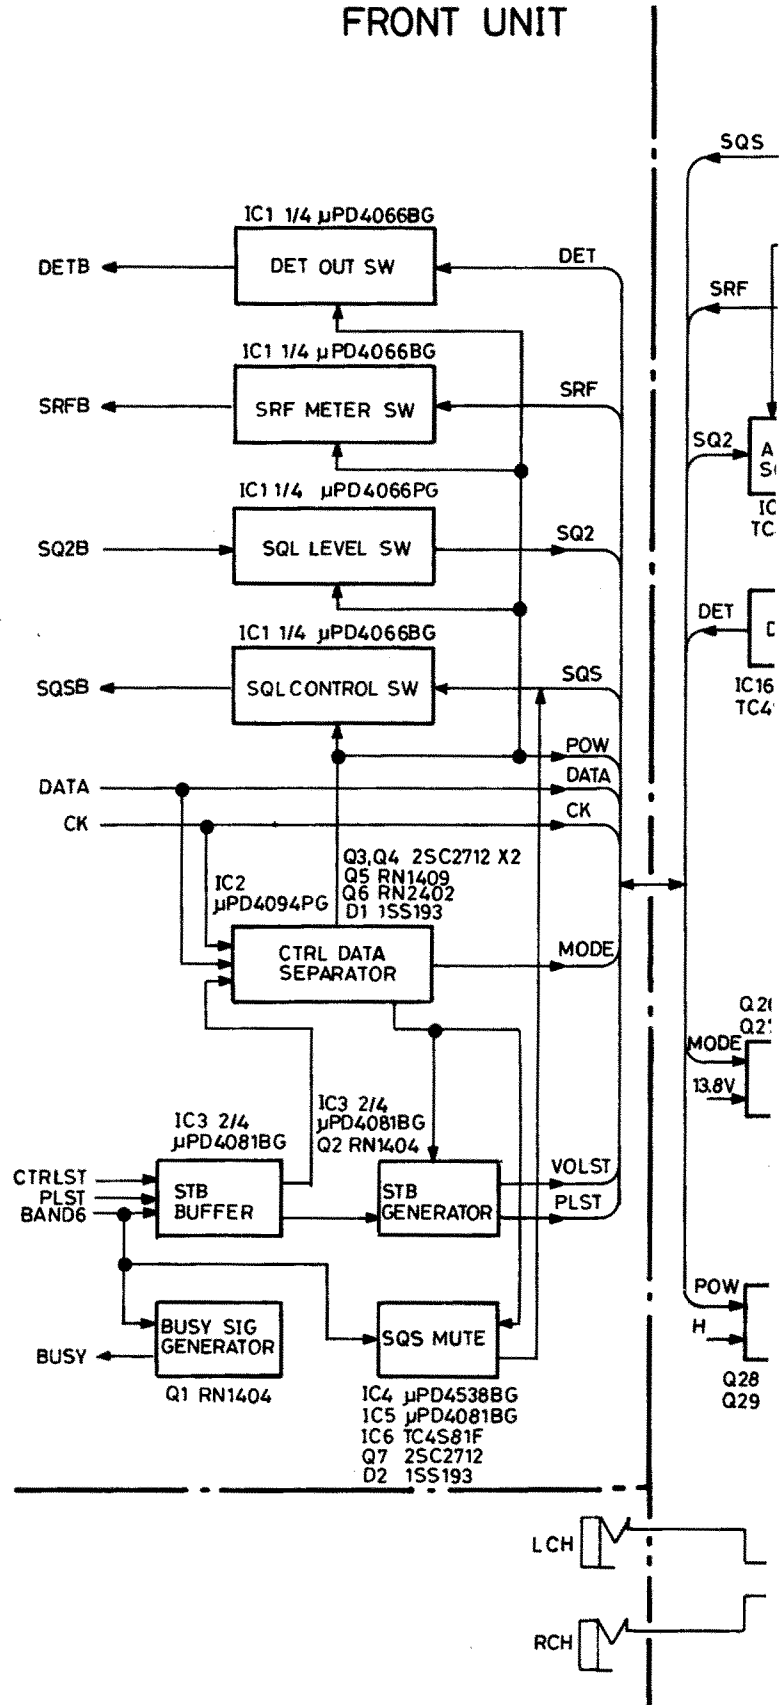 FRONT UNIT
SQS
IC1 1/4 μPD4066BG
DETB
DET OUT SW
DET
SRF
IC1 1/4 μPD4066BG
SRFB
SRF METER SW
SRF
SQ2
A
IC1 1/4 μPD4066PG
IC
TC
SQ2B
SQL LEVEL SW
SQ2
DET
D
IC1 1/4 μPD4066BG
SQSB
SQL CONTROL SW
SQS
IC16
TC4
POW
DATA
DATA
CK
CK
Q3,Q4 2SC2712 X2
Q5 RN1409
Q6 RN2402
D1 1SS193
IC2
μPD4094PG
CTRL DATA
SEPARATOR
MODE
MODE
13.8V
IC3 2/4
μPD4081BG
IC3 2/4
μPD4081BG
Q2 RN1404
CTRLST
PLST
BAND6
STB
BUFFER
STB
GENERATOR
VOLST
PLST
POW
H
BUSY SIG
GENERATOR
SQS MUTE
BUSY
Q1 RN1404
Q28
Q29
IC4 μPD4538BG
IC5 μPD4081BG
IC6 TC4S81F
Q7 2SC2712
D2 1SS193
LCH
RCH